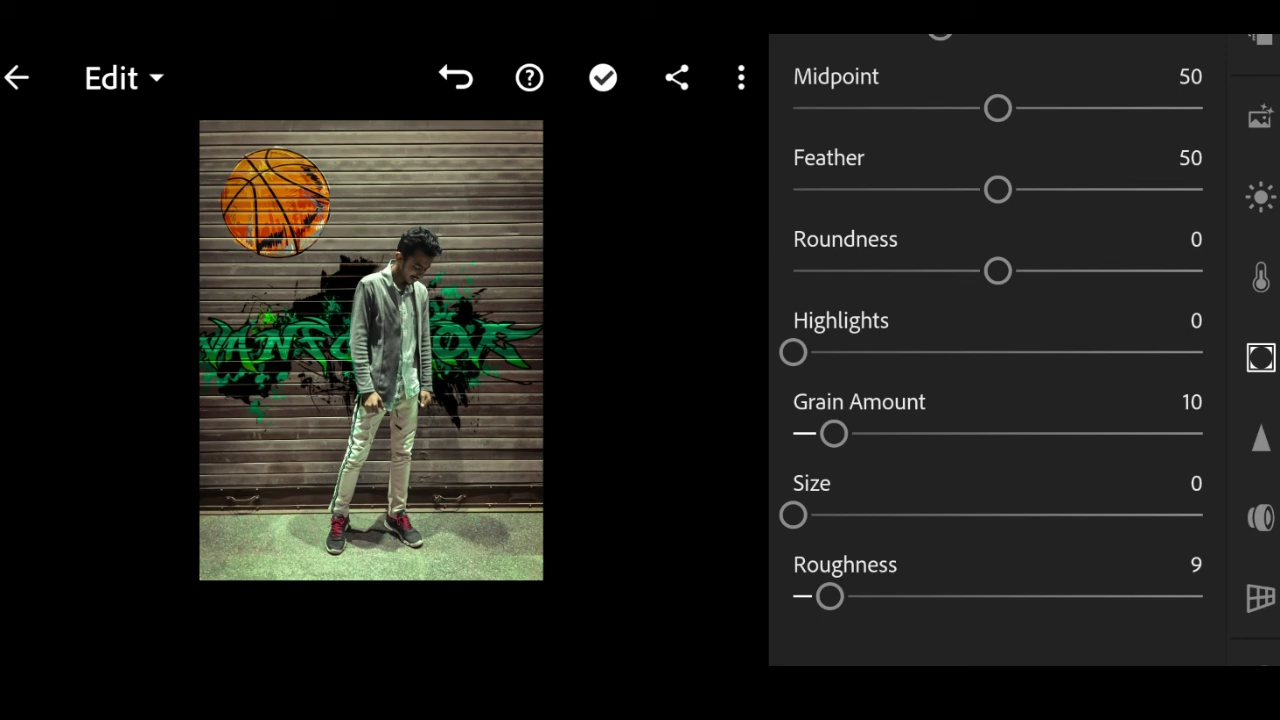 Edit
Midpoint 50
Feather 50
Roundness 0
Highlights 0
Grain Amount 10
Size 0
Roughness 9